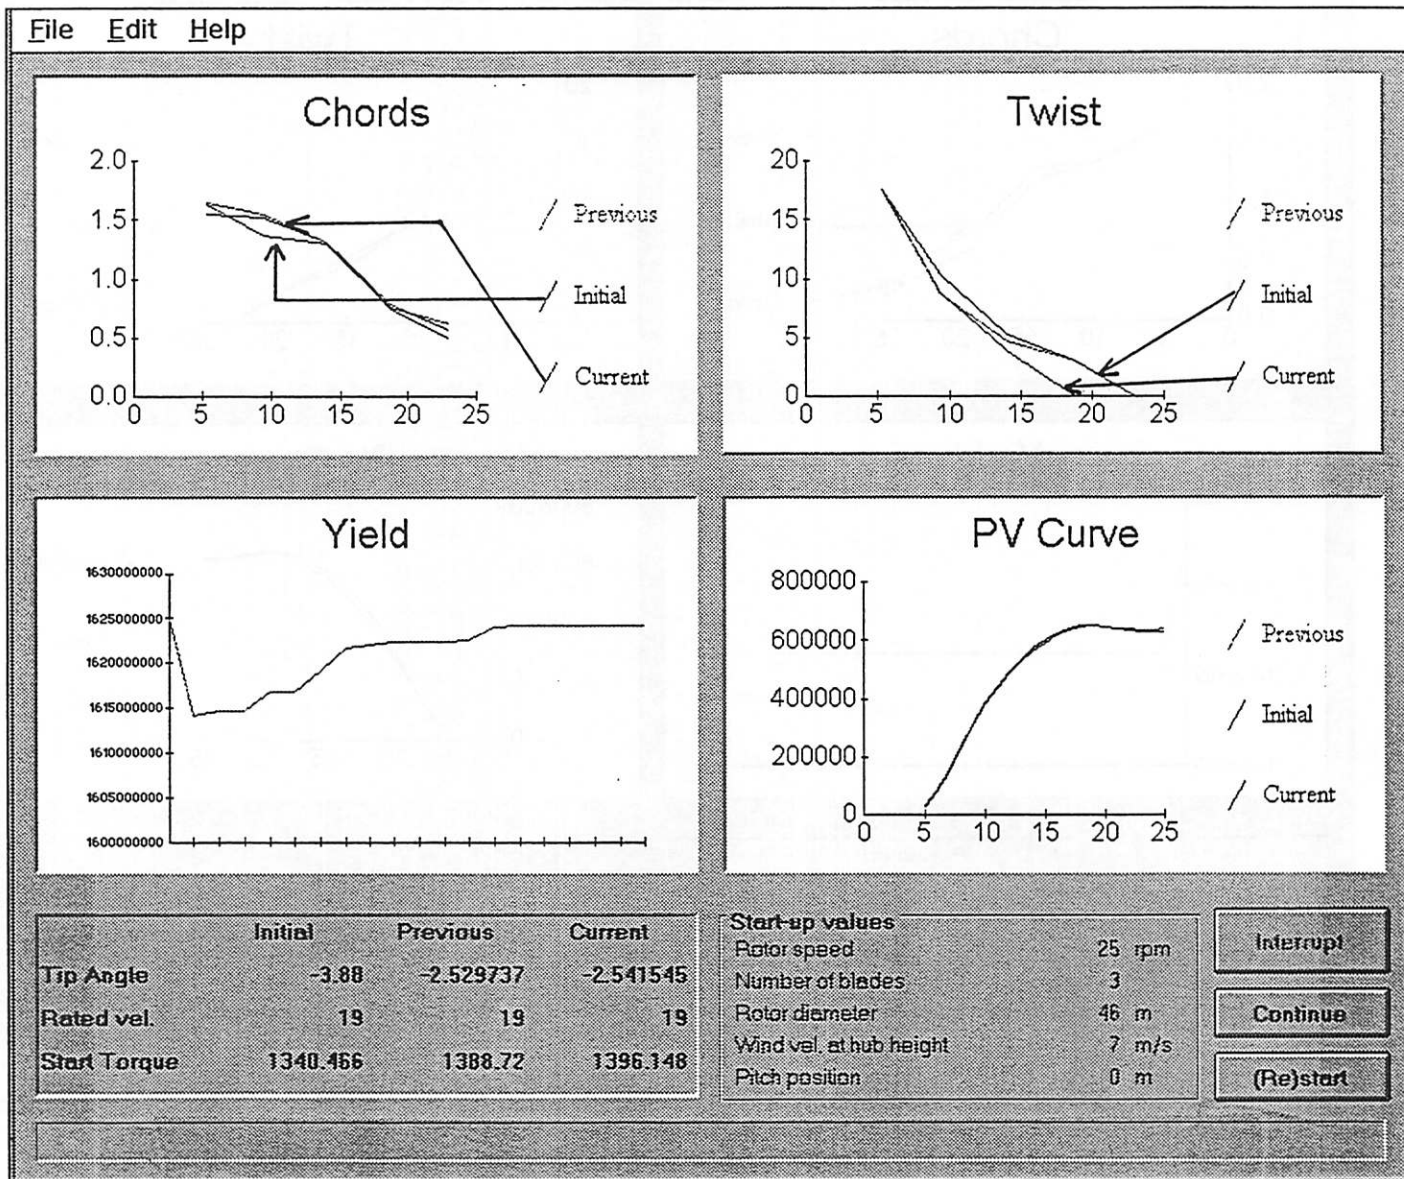 File Edit Help
Chords
2.0
1.5
1.0
0.5
0.0
0 5 10 15 20 25
Previous
Initial
Current
Twist
20
15
10
5
0
0 5 10 15 20 25
Previous
Initial
Current
Yield
1630000000
1625000000
1620000000
1615000000
1610000000
1605000000
1600000000
PV Curve
800000
600000
400000
200000
0
0 5 10 15 20 25
Previous
Initial
Current
Initial Previous Current
Tip Angle -3.88 -2.529737 -2.541545
Rated vel. 19 19 19
Start Torque 1340.466 1388.72 1396.148
Start-up values
Rotor speed 25 rpm
Number of blades 3
Rotor diameter 46 m
Wind vel. at hub height 7 m/s
Pitch position 0 m
Interrupt
Continue
(Re)start